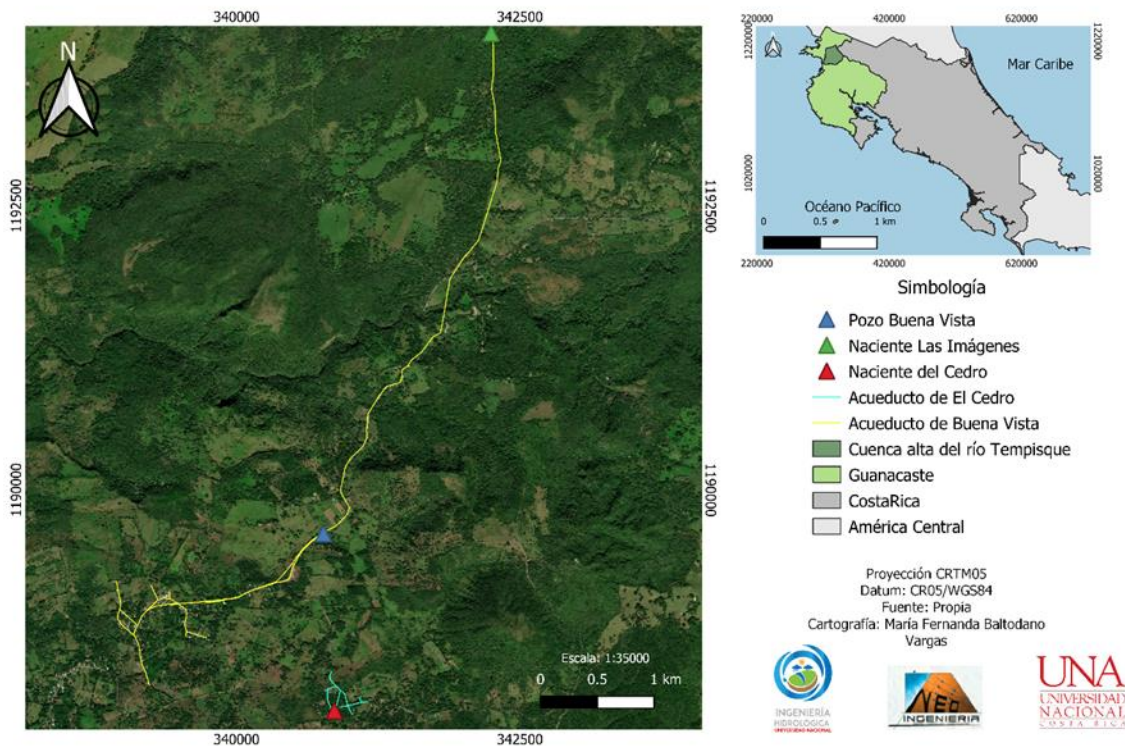 340000
342500
N
1192500
1192500
1190000
1190000
Escala: 1:35000
0 0.5 1 km
340000
342500
220000
420000
620000
1220000
1200000
Mar Caribe
1020000
1020000
Océano Pacífico
0 0.5 1 km
220000
420000
620000
Simbología
Pozo Buena Vista
Naciente Las Imágenes
Naciente del Cedro
Acueducto de El Cedro
Acueducto de Buena Vista
Cuenca alta del río Tempisque
Guanacaste
CostaRica
América Central
Proyección CRTM05
Datum: CR05/WGS84
Fuente: Propia
Cartografía: María Fernanda Baltodano
Vargas
INGENIERÍA
HIDROLÓGICA
UNIVERSIDAD NACIONAL
NEO
INGENIERIA
UNA
UNIVERSIDAD
NACIONAL
COSTA RICA